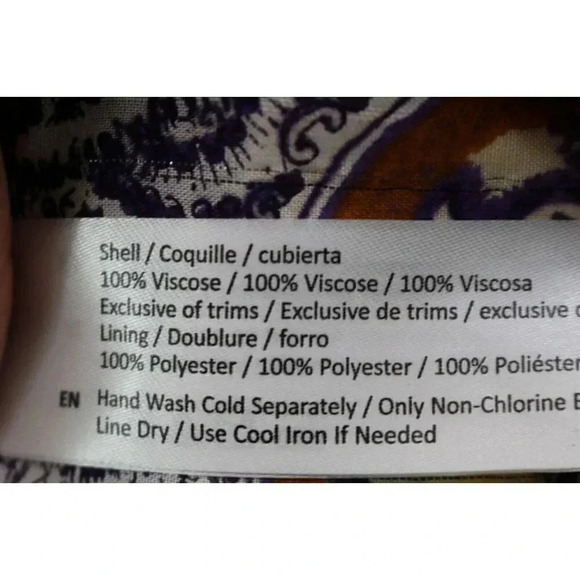 Shell / Coquille / cubierta
100% Viscose / 100% Viscose / 100% Viscosa
Exclusive of trims / Exclusive de trims / exclusive
Lining / Doublure / forro
100% Polyester / 100% Polyester / 100% Poliéster
EN Hand Wash Cold Separately / Only Non-Chlorine
Line Dry / Use Cool Iron If Needed